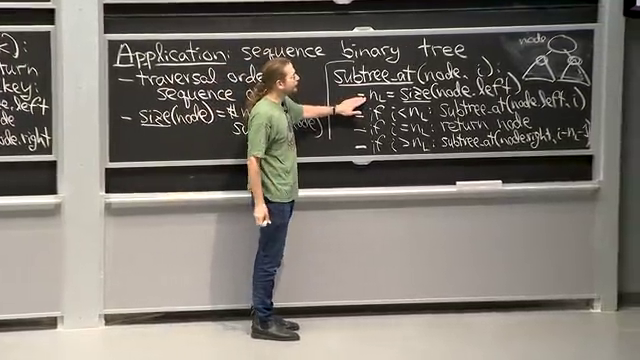 <):
turn
key:
.left
node.right
Application: sequence binary tree
- traversal order
sequence
- size(node) = #
node)
subtree_at(node, i):
- nL = size(node.left)
- if i < nL: subtree_at(node.left, i)
- if i = nL: return node
- if i > nL: subtree_at(node.right, i-nL-1)
node